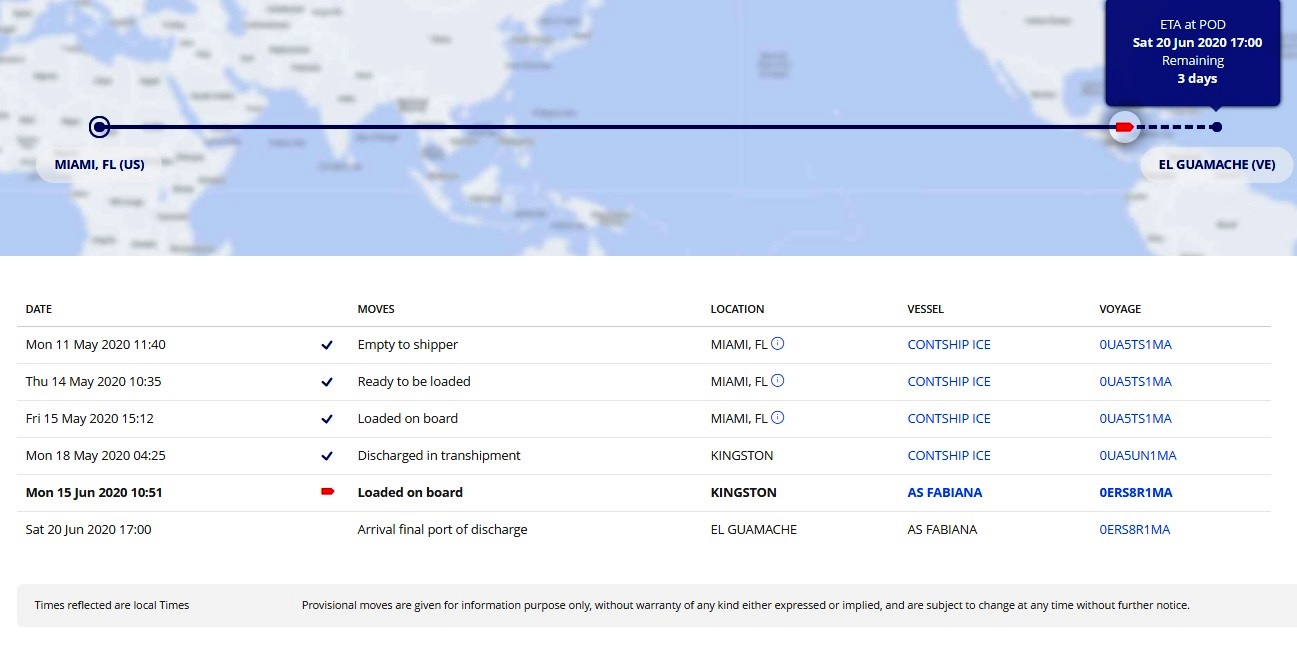 ETA at POD
Sat 20 Jun 2020 17:00
Remaining
3 days
MIAMI, FL (US)
EL GUAMACHE (VE)
DATE MOVES LOCATION VESSEL VOYAGE
Mon 11 May 2020 11:40 Empty to shipper MIAMI, FL CONTSHIP ICE 0UA5TS1MA
Thu 14 May 2020 10:35 Ready to be loaded MIAMI, FL CONTSHIP ICE 0UA5TS1MA
Fri 15 May 2020 15:12 Loaded on board MIAMI, FL CONTSHIP ICE 0UA5TS1MA
Mon 18 May 2020 04:25 Discharged in transhipment KINGSTON CONTSHIP ICE 0UA5UN1MA
Mon 15 Jun 2020 10:51 Loaded on board KINGSTON AS FABIANA 0ERS8R1MA
Sat 20 Jun 2020 17:00 Arrival final port of discharge EL GUAMACHE AS FABIANA 0ERS8R1MA
Times reflected are local Times Provisional moves are given for information purpose only, without warranty of any kind either expressed or implied, and are subject to change at any time without further notice.